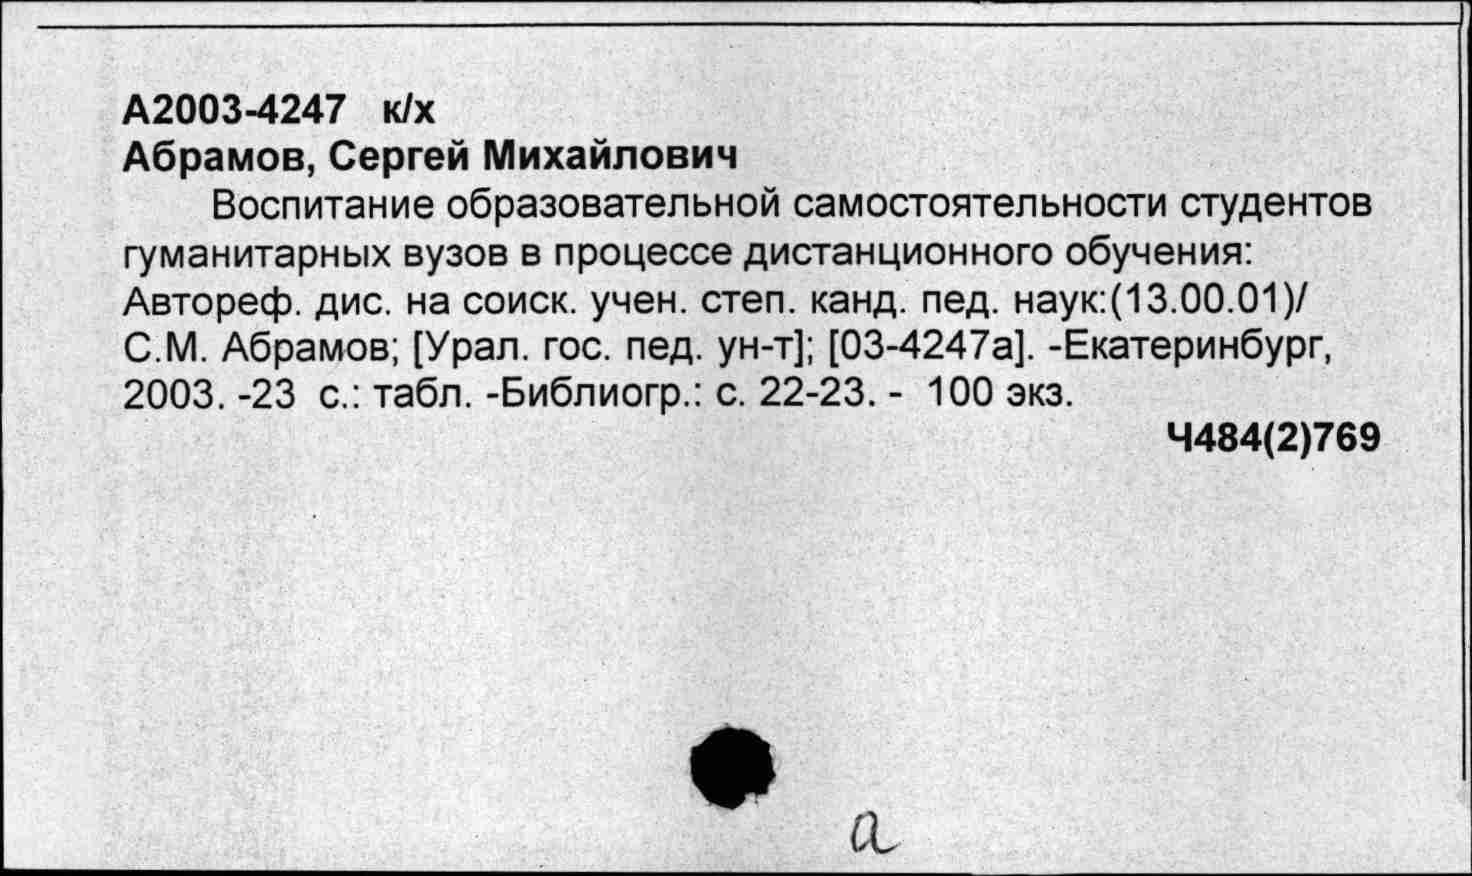 А2003-4247 к/х
Абрамов, Сергей Михайлович
Воспитание образовательной самостоятельности студентов
гуманитарных вузов в процессе дистанционного обучения:
Автореф. дис. на соиск. учен. степ. канд. пед. наук:(13.00.01)/
С.М. Абрамов; [Урал. гос. пед. ун-т]; [03-4247а]. -Екатеринбург,
2003. -23 с.: табл. -Библиогр.: с. 22-23. - 100 экз.
Ч484(2)769
а